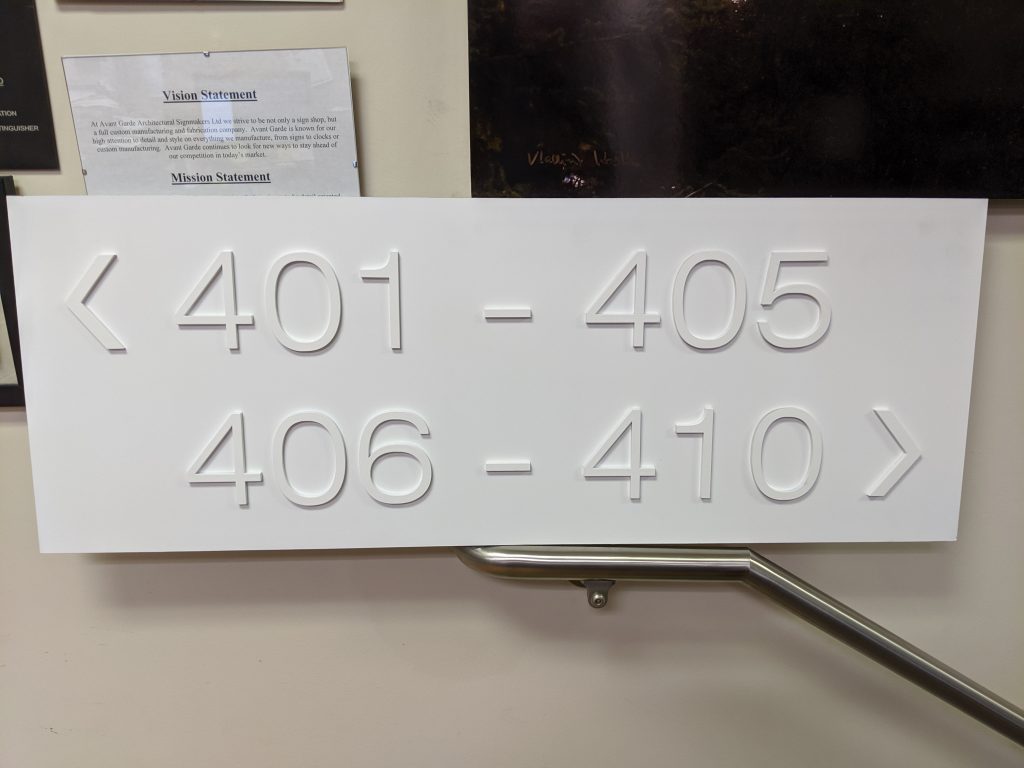 TION
TINGUISHER
Vision Statement
At Avant Garde Architectural Signmakers Ltd we strive to be not only a sign shop, but
a full custom manufacturing and fabrication company. Avant Garde is known for our
high attention to detail and style on everything we manufacture, from signs to clocks or
custom manufacturing. Avant Garde continues to look for new ways to stay ahead of
our competition in today's market.
Mission Statement
< 401 - 405
406 - 410 >